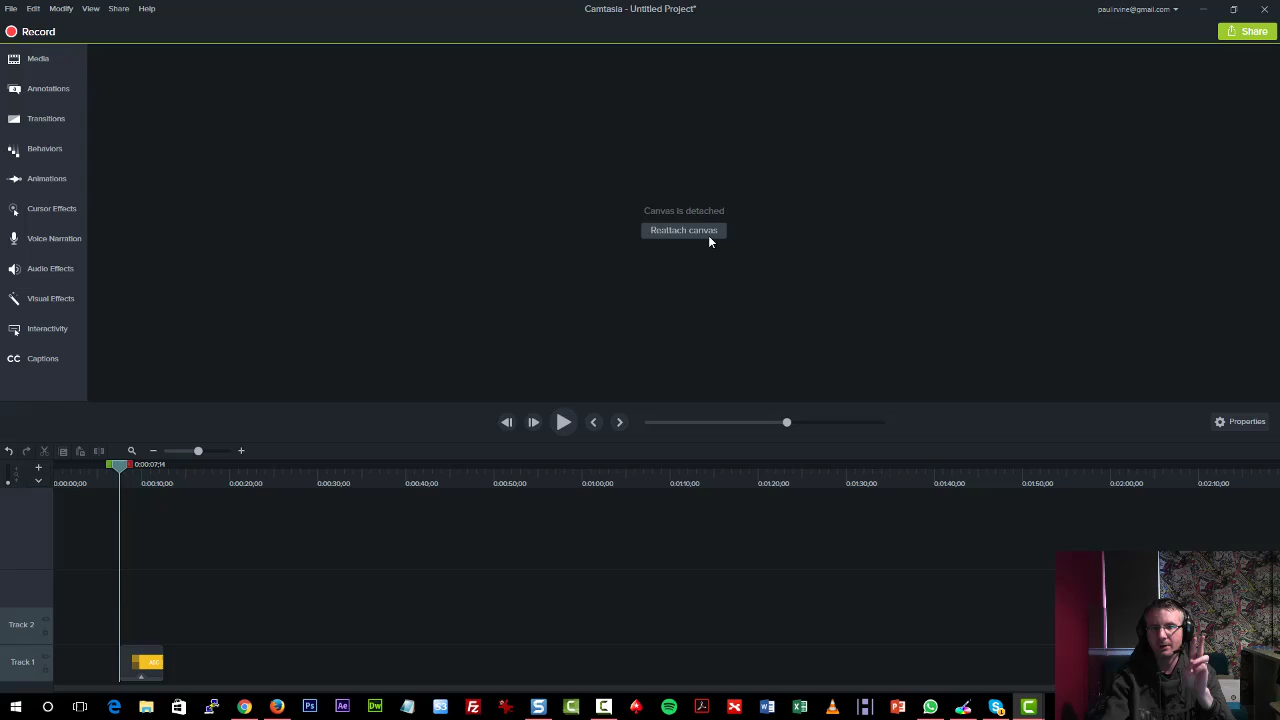 File Edit Modify View Share Help
Camtasia - Untitled Project*
paulirvine@gmail.com
Record
Share
Media
Annotations
Transitions
Behaviors
Animations
Cursor Effects
Voice Narration
Audio Effects
Visual Effects
Interactivity
CC Captions
Canvas is detached
Reattach canvas
Properties
0:00:07;14
0:00:00;00 0:00:10;00 0:00:20;00 0:00:30;00 0:00:40;00 0:00:50;00 0:01:00;00 0:01:10;00 0:01:20;00 0:01:30;00 0:01:40;00 0:01:50;00 0:02:00;00 0:02:10;00
Track 2
Track 1
Ps Ae Dw S3 Fz S C C W X P S C